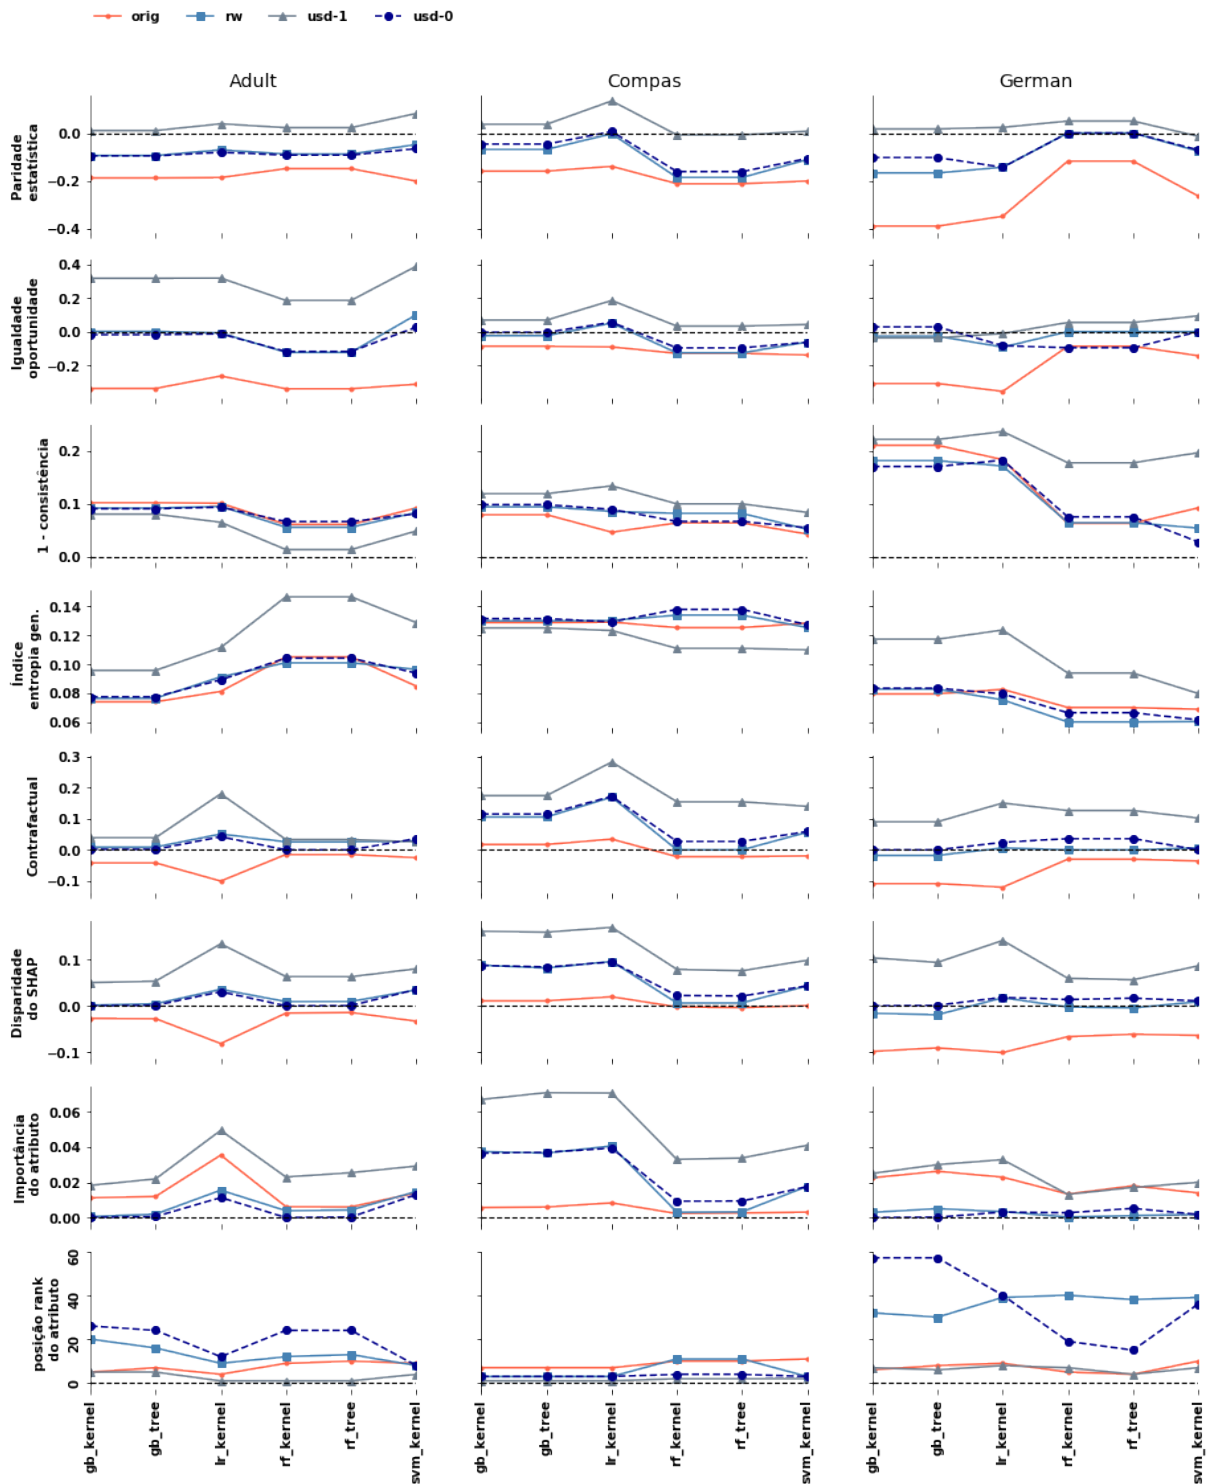 orig rw usd-1 usd-0
Adult Compas German
Paridade
estatística
0.0
−0.2
−0.4
Igualdade
oportunidade
0.4
0.2
0.0
−0.2
1 - consistência
0.2
0.1
0.0
Índice
entropia gen.
0.14
0.12
0.10
0.08
0.06
Contrafactual
0.3
0.2
0.1
0.0
−0.1
Disparidade
do SHAP
0.1
0.0
−0.1
Importância
do atributo
0.06
0.04
0.02
0.00
posição rank
do atributo
60
40
20
0
gb_kernel gb_tree lr_kernel rf_kernel rf_tree svm_kernel
gb_kernel gb_tree lr_kernel rf_kernel rf_tree svm_kernel
gb_kernel gb_tree lr_kernel rf_kernel rf_tree svm_kernel